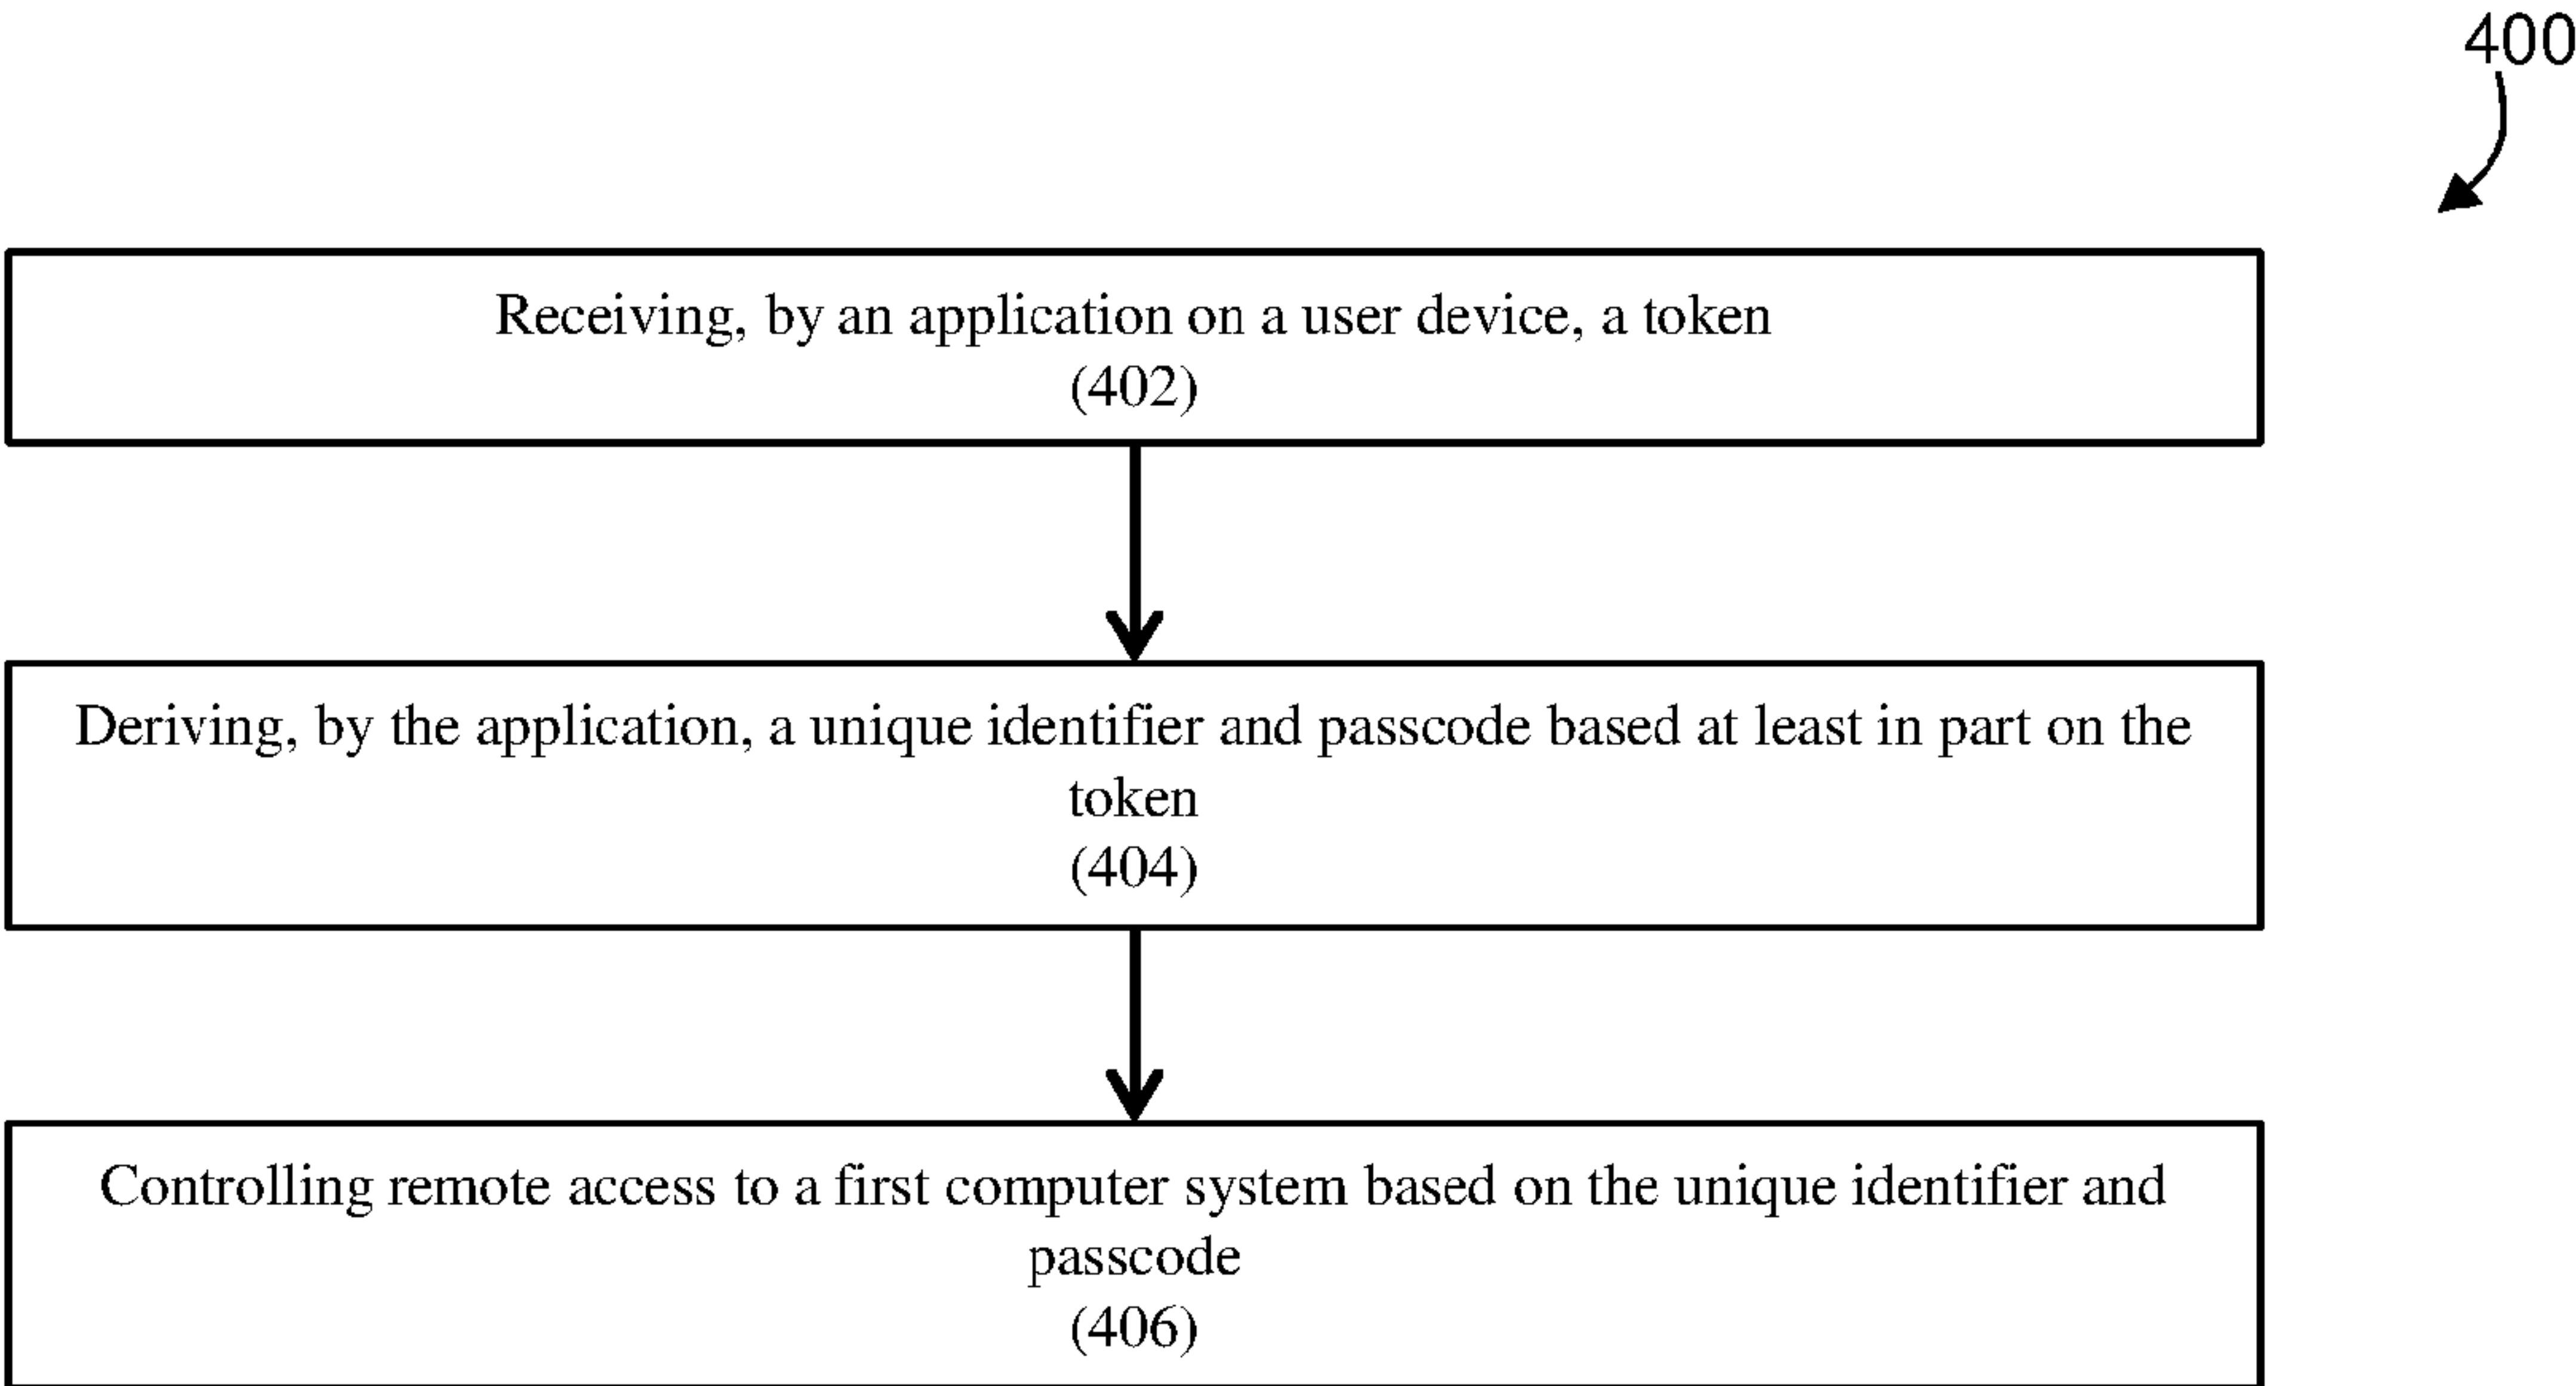 400
Receiving, by an application on a user device, a token
(402)
Deriving, by the application, a unique identifier and passcode based at least in part on the
token
(404)
Controlling remote access to a first computer system based on the unique identifier and
passcode
(406)